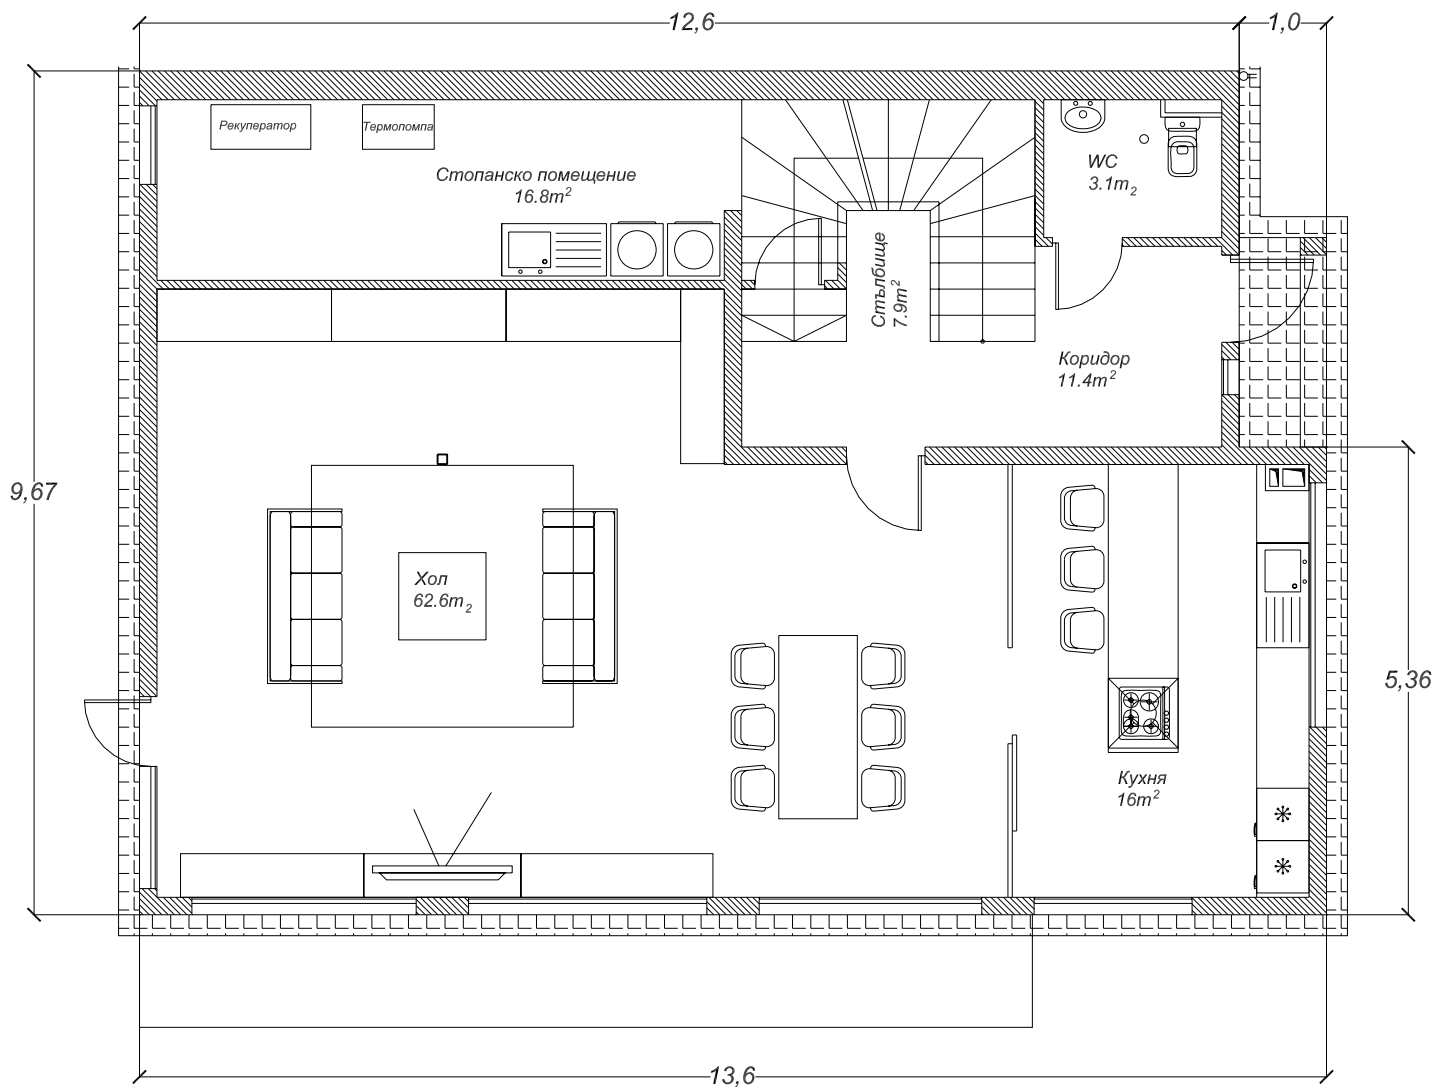 12,6
1,0
Рекуператор
Термопомпа
Стопанско помещение
16.8m²
WC
3.1m₂
Стълбище
7.9m²
Коридор
11.4m²
9,67
Хол
62.6m₂
5,36
Кухня
16m²
13,6